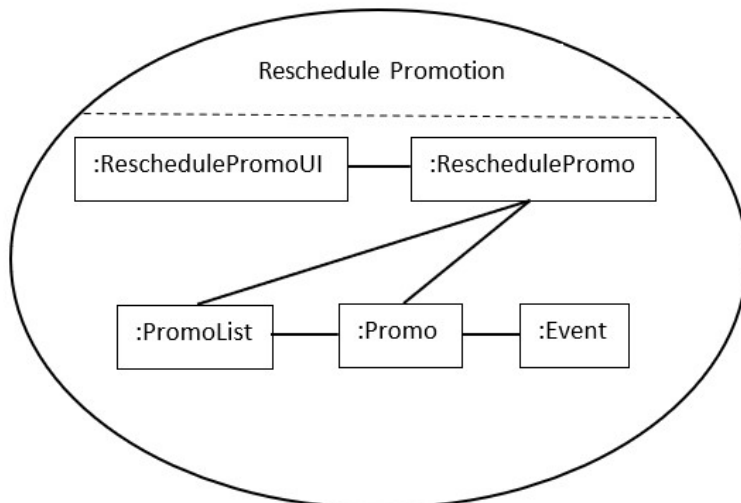 Reschedule Promotion
:ReschedulePromoUI
:ReschedulePromo
:PromoList
:Promo
:Event